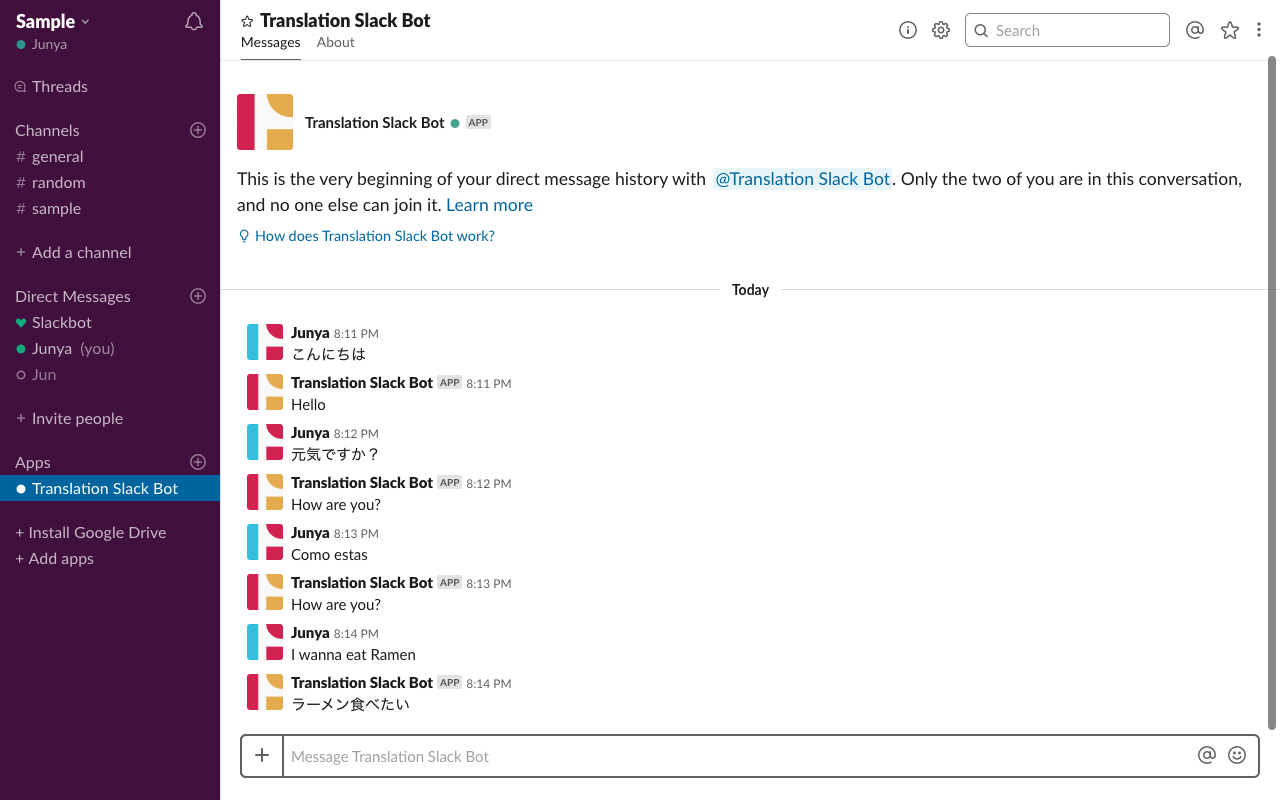 Sample
Junya
Threads
Channels
# general
# random
# sample
+ Add a channel
Direct Messages
Slackbot
Junya (you)
Jun
+ Invite people
Apps
Translation Slack Bot
+ Install Google Drive
+ Add apps
Translation Slack Bot
Messages About
Search
Translation Slack Bot APP
This is the very beginning of your direct message history with @Translation Slack Bot. Only the two of you are in this conversation,
and no one else can join it. Learn more
How does Translation Slack Bot work?
Today
Junya 8:11 PM
こんにちは
Translation Slack Bot APP 8:11 PM
Hello
Junya 8:12 PM
元気ですか？
Translation Slack Bot APP 8:12 PM
How are you?
Junya 8:13 PM
Como estas
Translation Slack Bot APP 8:13 PM
How are you?
Junya 8:14 PM
I wanna eat Ramen
Translation Slack Bot APP 8:14 PM
ラーメン食べたい
Message Translation Slack Bot